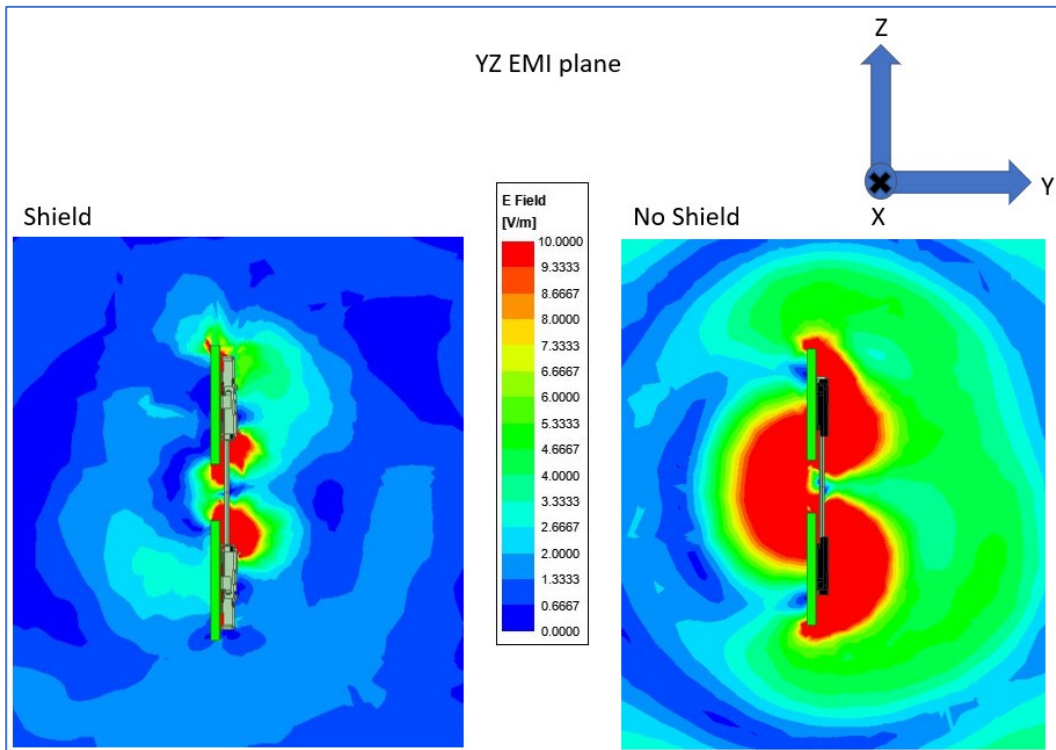 YZ EMI plane
Z
Y
X
Shield
No Shield
E Field
[V/m]
10.0000
9.3333
8.6667
8.0000
7.3333
6.6667
6.0000
5.3333
4.6667
4.0000
3.3333
2.6667
2.0000
1.3333
0.6667
0.0000